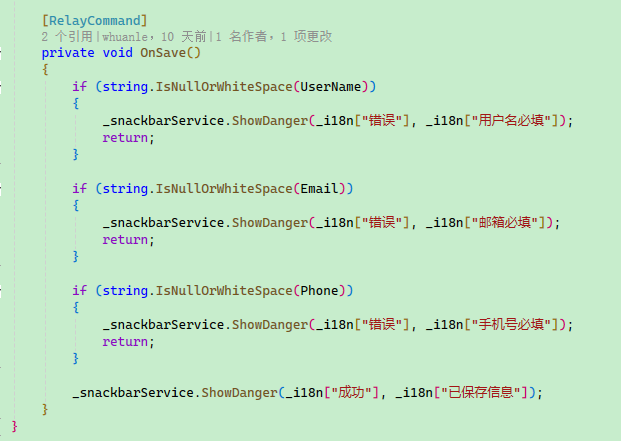 [RelayCommand]
2 个引用|whuanle，10 天前|1 名作者，1 项更改
private void OnSave()
{
if (string.IsNullOrWhiteSpace(UserName))
{
_snackbarService.ShowDanger(_i18n["错误"], _i18n["用户名必填"]);
return;
}
if (string.IsNullOrWhiteSpace(Email))
{
_snackbarService.ShowDanger(_i18n["错误"], _i18n["邮箱必填"]);
return;
}
if (string.IsNullOrWhiteSpace(Phone))
{
_snackbarService.ShowDanger(_i18n["错误"], _i18n["手机号必填"]);
return;
}
_snackbarService.ShowDanger(_i18n["成功"], _i18n["已保存信息"]);
}
}